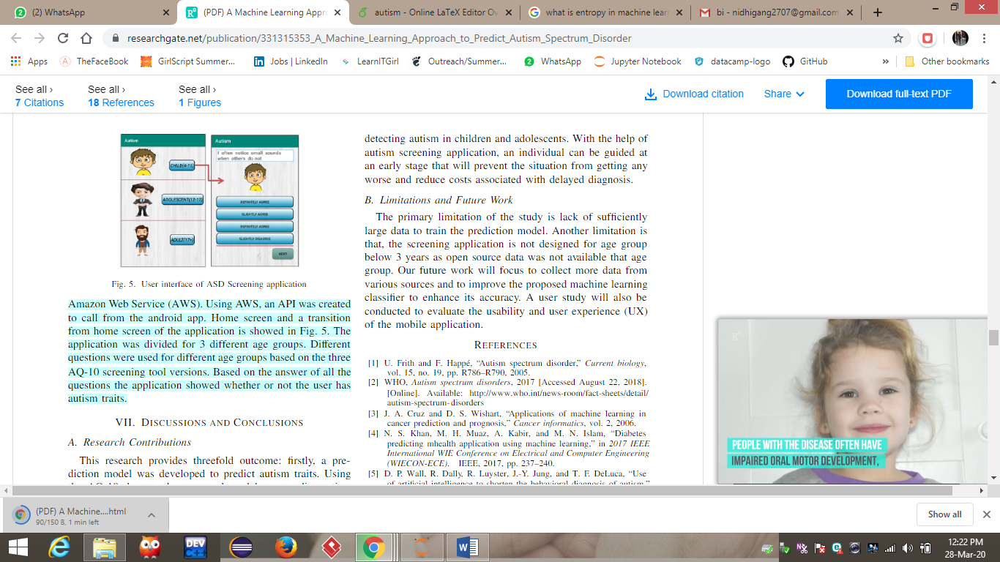 (2) WhatsApp
(PDF) A Machine Learning Appro
autism - Online LaTeX Editor Ov
what is entropy in machine lear
bi - nidhigang2707@gmail.com
researchgate.net/publication/331315353_A_Machine_Learning_Approach_to_Predict_Autism_Spectrum_Disorder
Apps
TheFaceBook
GirlScript Summer...
Jobs | LinkedIn
LearnITGirl
Outreach/Summer...
WhatsApp
Jupyter Notebook
datacamp-logo
GitHub
»
Other bookmarks
See all › See all › See all ›
7 Citations 18 References 1 Figures
Download citation
Share
Download full-text PDF
Autism
CHILD(4-11)
ADOLESCENT(12-17)
ADULT(17+)
Autism
I often notice small sounds
when others do not
DEFINITELY AGREE
SLIGHTLY AGREE
DEFINITELY AGREE
SLIGHTLY DISAGREE
NEXT
Fig. 5. User interface of ASD Screening application
Amazon Web Service (AWS). Using AWS, an API was created
to call from the android app. Home screen and a transition
from home screen of the application is showed in Fig. 5. The
application was divided for 3 different age groups. Different
questions were used for different age groups based on the three
AQ-10 screening tool versions. Based on the answer of all the
questions the application showed whether or not the user has
autism traits.
VII. DISCUSSIONS AND CONCLUSIONS
A. Research Contributions
This research provides threefold outcome: firstly, a pre-
diction model was developed to predict autism traits. Using
detecting autism in children and adolescents. With the help of
autism screening application, an individual can be guided at
an early stage that will prevent the situation from getting any
worse and reduce costs associated with delayed diagnosis.
B. Limitations and Future Work
The primary limitation of the study is lack of sufficiently
large data to train the prediction model. Another limitation is
that, the screening application is not designed for age group
below 3 years as open source data was not available that age
group. Our future work will focus to collect more data from
various sources and to improve the proposed machine learning
classifier to enhance its accuracy. A user study will also be
conducted to evaluate the usability and user experience (UX)
of the mobile application.
REFERENCES
[1] U. Frith and F. Happé, “Autism spectrum disorder,” Current biology,
vol. 15, no. 19, pp. R786–R790, 2005.
[2] WHO, Autism spectrum disorders, 2017 [Accessed August 22, 2018].
[Online]. Available: http://www.who.int/news-room/fact-sheets/detail/
autism-spectrum-disorders
[3] J. A. Cruz and D. S. Wishart, “Applications of machine learning in
cancer prediction and prognosis,” Cancer informatics, vol. 2, 2006.
[4] N. S. Khan, M. H. Muaz, A. Kabir, and M. N. Islam, “Diabetes
predicting mhealth application using machine learning,” in 2017 IEEE
International WIE Conference on Electrical and Computer Engineering
(WIECON-ECE). IEEE, 2017, pp. 237–240.
[5] D. P. Wall, R. Dally, R. Luyster, J.-Y. Jung, and T. F. DeLuca, “Use
of artificial intelligence to shorten the behavioral diagnosis of autism,”
R⁶
PEOPLE WITH THE DISEASE OFTEN HAVE
IMPAIRED ORAL MOTOR DEVELOPMENT,
(PDF) A Machine....html
90/150 B, 1 min left
Show all
DEV
12:22 PM
28-Mar-20